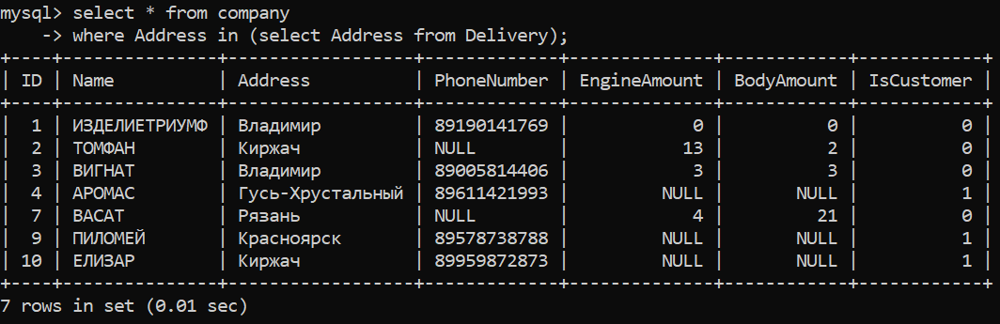 mysql> select * from company
    -> where Address in (select Address from Delivery);
+----+--------------+------------------+-------------+--------------+------------+------------+
| ID | Name         | Address          | PhoneNumber | EngineAmount | BodyAmount | IsCustomer |
+----+--------------+------------------+-------------+--------------+------------+------------+
|  1 | ИЗДЕЛИЕТРИУМФ | Владимир         | 89190141769 |            0 |          0 |          0 |
|  2 | ТОМФАН       | Киржач           | NULL        |           13 |          2 |          0 |
|  3 | ВИГНАТ       | Владимир         | 89005814406 |            3 |          3 |          0 |
|  4 | АРОМАС       | Гусь-Хрустальный | 89611421993 |         NULL |       NULL |          1 |
|  7 | ВАСАТ        | Рязань           | NULL        |            4 |         21 |          0 |
|  9 | ПИЛОМЕЙ      | Красноярск       | 89578738788 |         NULL |       NULL |          1 |
| 10 | ЕЛИЗАР       | Киржач           | 89959872873 |         NULL |       NULL |          1 |
+----+--------------+------------------+-------------+--------------+------------+------------+
7 rows in set (0.01 sec)